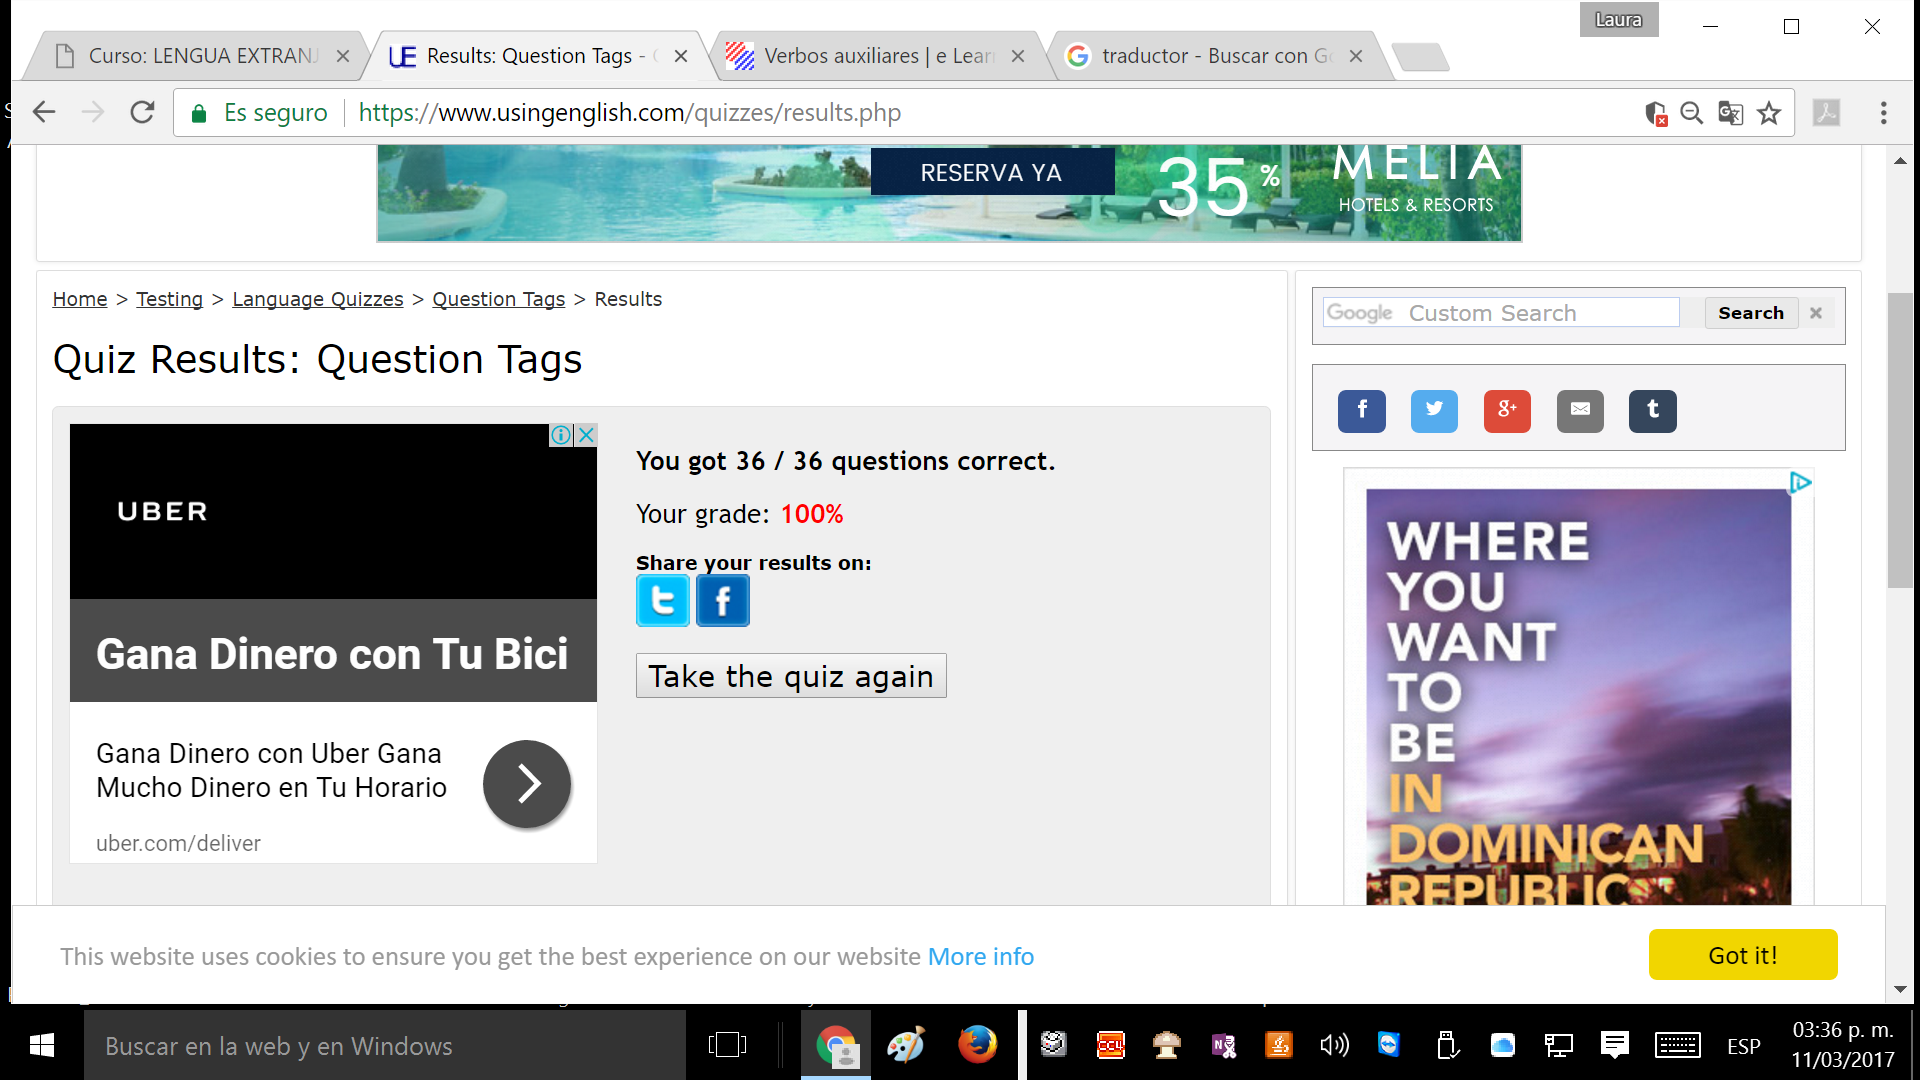 Laura
Curso: LENGUA EXTRANJ
Results: Question Tags -
Verbos auxiliares | e Lear
traductor - Buscar con Go
Es seguro
https://www.usingenglish.com/quizzes/results.php
RESERVA YA
35%
MELIA
HOTELS & RESORTS
Home > Testing > Language Quizzes > Question Tags > Results
Google Custom Search
Search
Quiz Results: Question Tags
UBER
Gana Dinero con Tu Bici
Gana Dinero con Uber Gana
Mucho Dinero en Tu Horario
uber.com/deliver
You got 36 / 36 questions correct.
Your grade: 100%
Share your results on:
Take the quiz again
WHERE
YOU
WANT
TO
BE
IN
DOMINICAN
REPUBLIC
This website uses cookies to ensure you get the best experience on our website More info
Got it!
Buscar en la web y en Windows
ESP
03:36 p. m.
11/03/2017